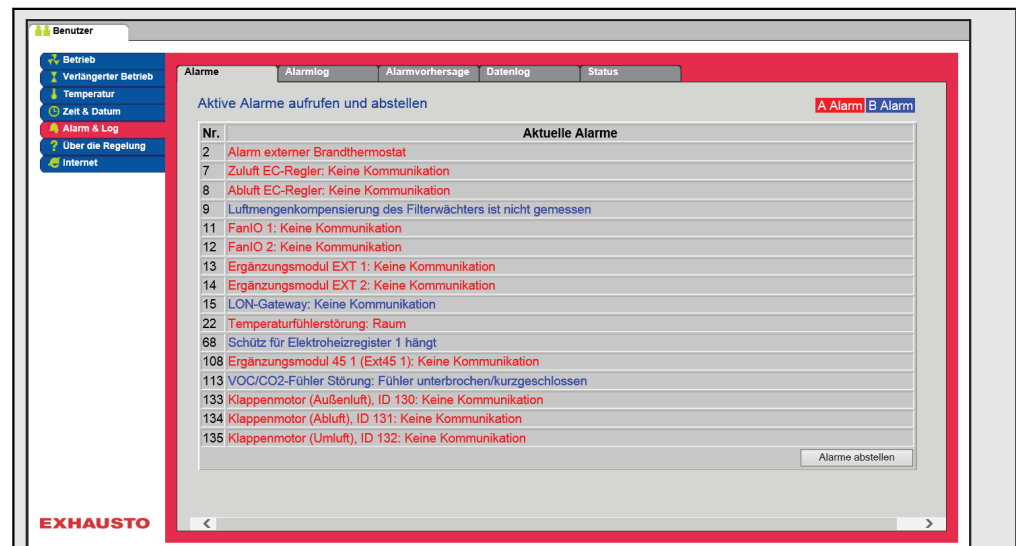 Benutzer
Betrieb
Verlängerter Betrieb
Temperatur
Zeit & Datum
Alarm & Log
Über die Regelung
Internet
Alarme
Alarmlog
Alarmvorhersage
Datenlog
Status
Aktive Alarme aufrufen und abstellen
A Alarm B Alarm
Nr. Aktuelle Alarme
2 Alarm externer Brandthermostat
7 Zuluft EC-Regler: Keine Kommunikation
8 Abluft EC-Regler: Keine Kommunikation
9 Luftmengenkompensierung des Filterwächters ist nicht gemessen
11 FanIO 1: Keine Kommunikation
12 FanIO 2: Keine Kommunikation
13 Ergänzungsmodul EXT 1: Keine Kommunikation
14 Ergänzungsmodul EXT 2: Keine Kommunikation
15 LON-Gateway: Keine Kommunikation
22 Temperaturfühlerstörung: Raum
68 Schütz für Elektroheizregister 1 hängt
108 Ergänzungsmodul 45 1 (Ext45 1): Keine Kommunikation
113 VOC/CO2-Fühler Störung: Fühler unterbrochen/kurzgeschlossen
133 Klappenmotor (Außenluft), ID 130: Keine Kommunikation
134 Klappenmotor (Abluft), ID 131: Keine Kommunikation
135 Klappenmotor (Umluft), ID 132: Keine Kommunikation
Alarme abstellen
EXHAUSTO